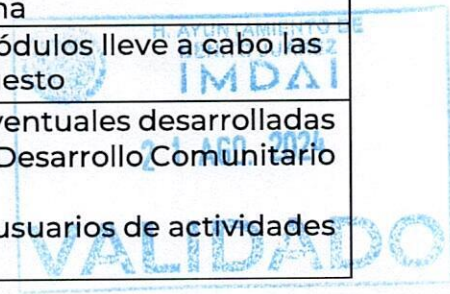 na
ódulos lleve a cabo las
esto
H. AYUNTAMIENTO DE
IMDAI
ventuales desarrolladas
Desarrollo Comunitario
21 AGO 2024
usuarios de actividades
VALIDADO